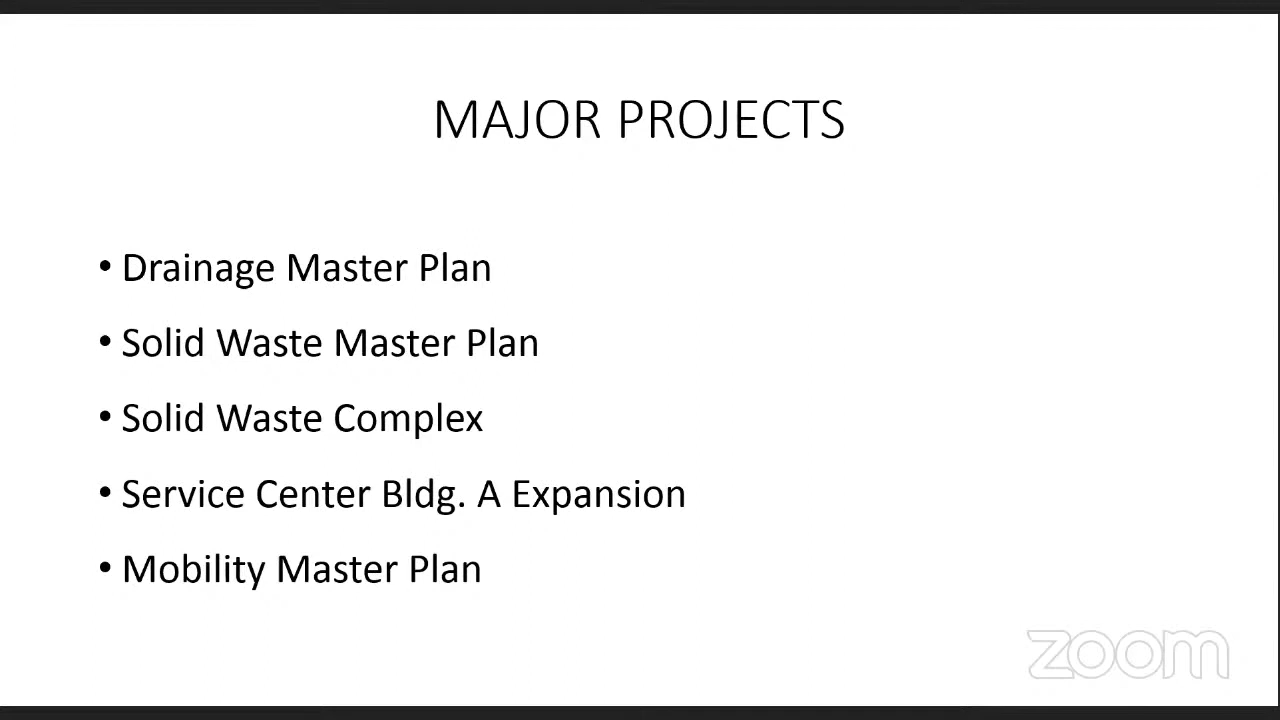 MAJOR PROJECTS
• Drainage Master Plan
• Solid Waste Master Plan
• Solid Waste Complex
• Service Center Bldg. A Expansion
• Mobility Master Plan
zoom